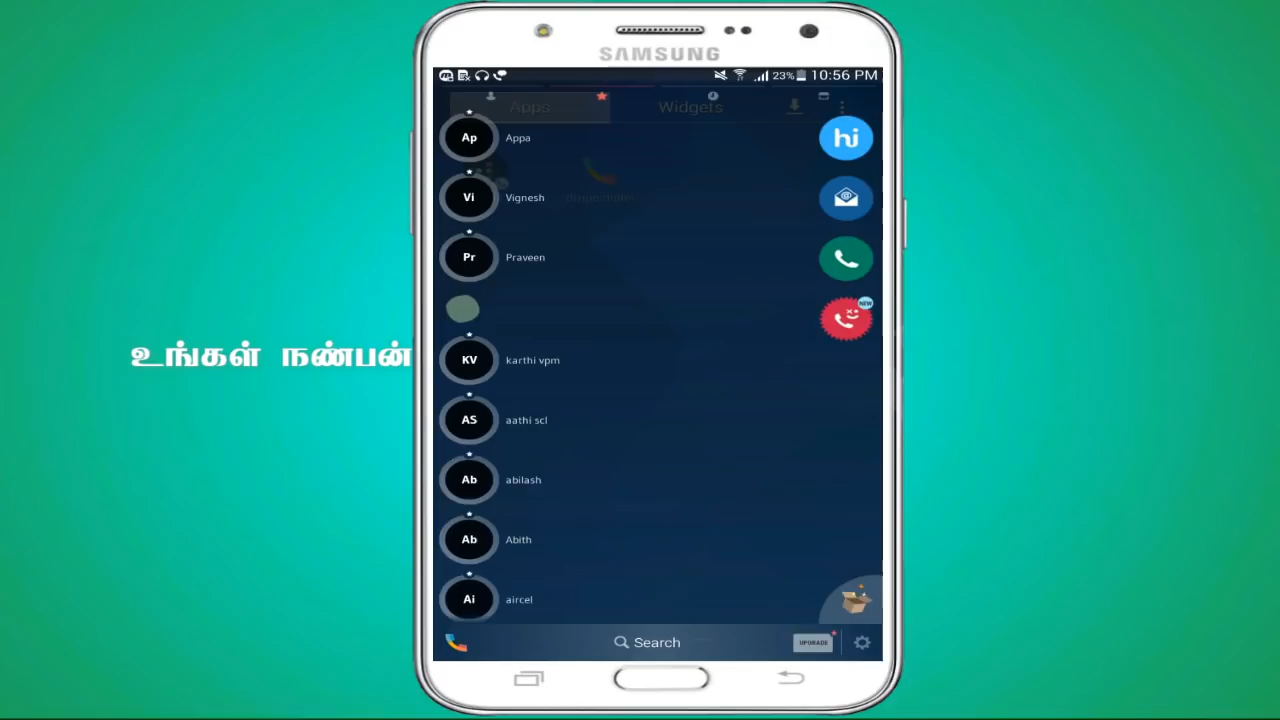 SAMSUNG
23% 10:56 PM
Apps Widgets
Ap Appa
hi
Vi Vignesh
Pr Praveen
NEW
உங்கள் நண்பன்
KV karthi vpm
AS aathi scl
Ab abilash
Ab Abith
Ai aircel
Search UPGRADE